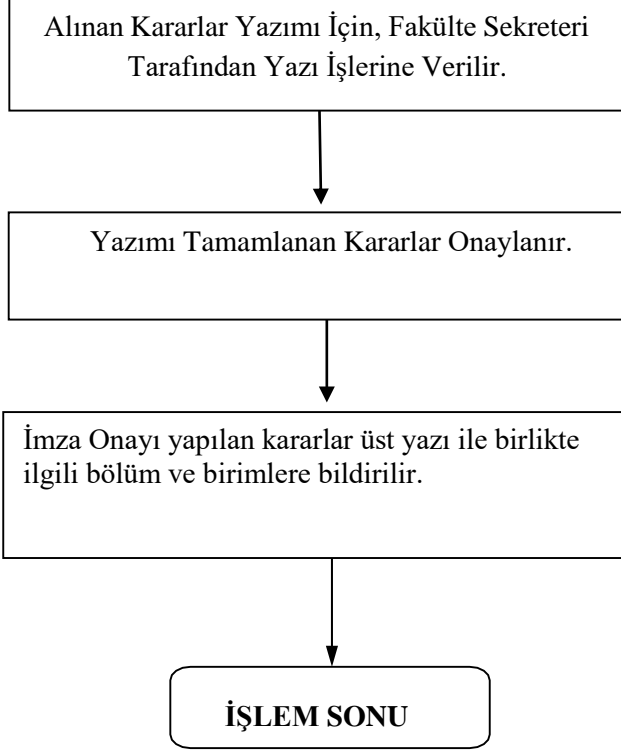 Alınan Kararlar Yazımı İçin, Fakülte Sekreteri
Tarafından Yazı İşlerine Verilir.
Yazımı Tamamlanan Kararlar Onaylanır.
İmza Onayı yapılan kararlar üst yazı ile birlikte
ilgili bölüm ve birimlere bildirilir.
İŞLEM SONU